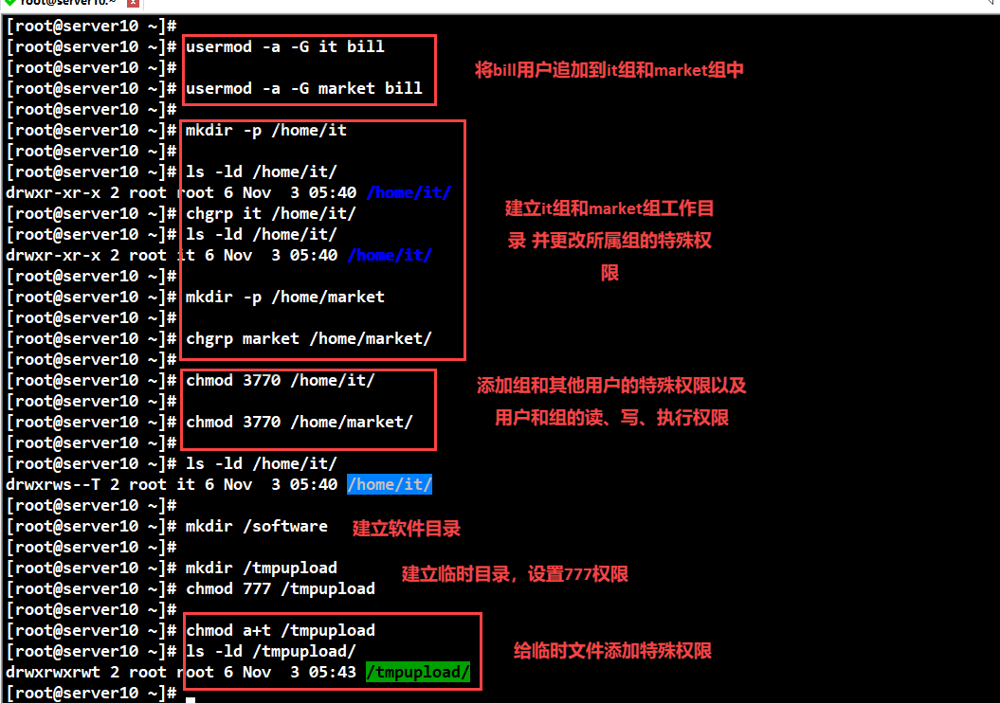 root@server10:~
[root@server10 ~]#
[root@server10 ~]# usermod -a -G it bill
[root@server10 ~]#
将bill用户追加到it组和market组中
[root@server10 ~]# usermod -a -G market bill
[root@server10 ~]#
[root@server10 ~]# mkdir -p /home/it
[root@server10 ~]#
[root@server10 ~]# ls -ld /home/it/
drwxr-xr-x 2 root root 6 Nov  3 05:40 /home/it/
[root@server10 ~]# chgrp it /home/it/
建立it组和market组工作目
[root@server10 ~]# ls -ld /home/it/
录 并更改所属组的特殊权
drwxr-xr-x 2 root it 6 Nov  3 05:40 /home/it/
[root@server10 ~]#
限
[root@server10 ~]# mkdir -p /home/market
[root@server10 ~]#
[root@server10 ~]# chgrp market /home/market/
[root@server10 ~]#
[root@server10 ~]# chmod 3770 /home/it/
添加组和其他用户的特殊权限以及
[root@server10 ~]#
[root@server10 ~]# chmod 3770 /home/market/
用户和组的读、写、执行权限
[root@server10 ~]#
[root@server10 ~]# ls -ld /home/it/
drwxrws--T 2 root it 6 Nov  3 05:40 /home/it/
[root@server10 ~]#
[root@server10 ~]# mkdir /software
建立软件目录
[root@server10 ~]#
[root@server10 ~]# mkdir /tmpupload
建立临时目录，设置777权限
[root@server10 ~]# chmod 777 /tmpupload
[root@server10 ~]#
[root@server10 ~]# chmod a+t /tmpupload
[root@server10 ~]# ls -ld /tmpupload/
给临时文件添加特殊权限
drwxrwxrwt 2 root root 6 Nov  3 05:43 /tmpupload/
[root@server10 ~]#